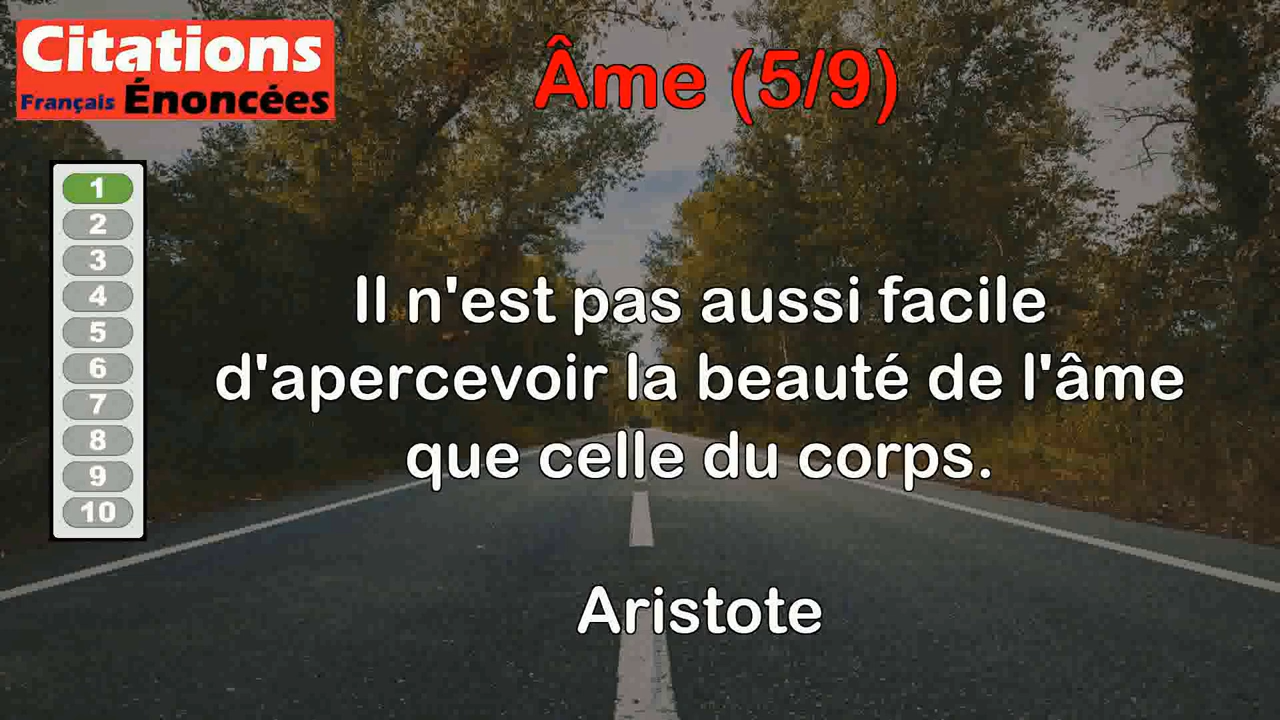 Citations
Français Énoncées
Âme (5/9)
1
2
3
4
5
6
7
8
9
10
Il n'est pas aussi facile
d'apercevoir la beauté de l'âme
que celle du corps.
Aristote